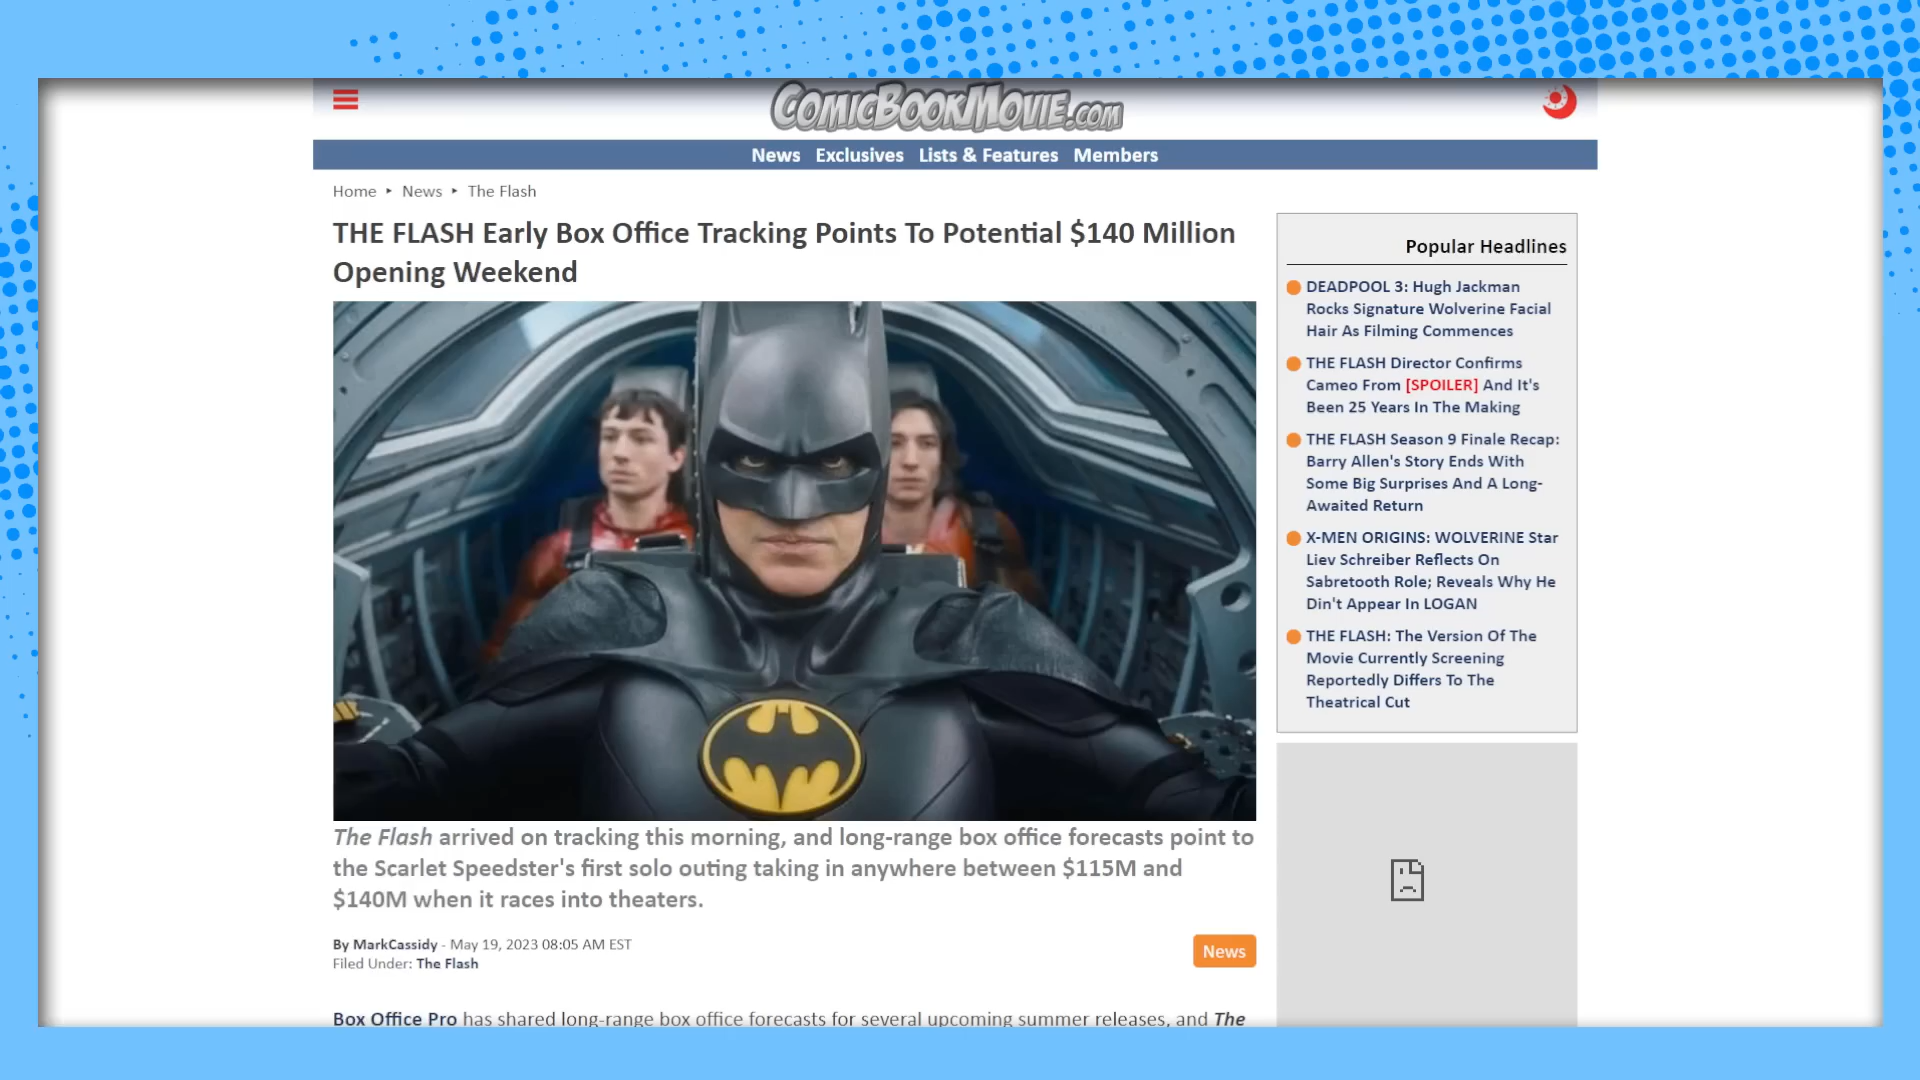 COMICBOOKMOVIE.COM
News Exclusives Lists & Features Members
Home ‣ News ‣ The Flash
THE FLASH Early Box Office Tracking Points To Potential $140 Million
Opening Weekend
The Flash arrived on tracking this morning, and long-range box office forecasts point to
the Scarlet Speedster's first solo outing taking in anywhere between $115M and
$140M when it races into theaters.
By MarkCassidy - May 19, 2023 08:05 AM EST
Filed Under: The Flash
News
Box Office Pro has shared long-range box office forecasts for several upcoming summer releases, and The
Popular Headlines
DEADPOOL 3: Hugh Jackman
Rocks Signature Wolverine Facial
Hair As Filming Commences
THE FLASH Director Confirms
Cameo From [SPOILER] And It's
Been 25 Years In The Making
THE FLASH Season 9 Finale Recap:
Barry Allen's Story Ends With
Some Big Surprises And A Long-
Awaited Return
X-MEN ORIGINS: WOLVERINE Star
Liev Schreiber Reflects On
Sabretooth Role; Reveals Why He
Din't Appear In LOGAN
THE FLASH: The Version Of The
Movie Currently Screening
Reportedly Differs To The
Theatrical Cut